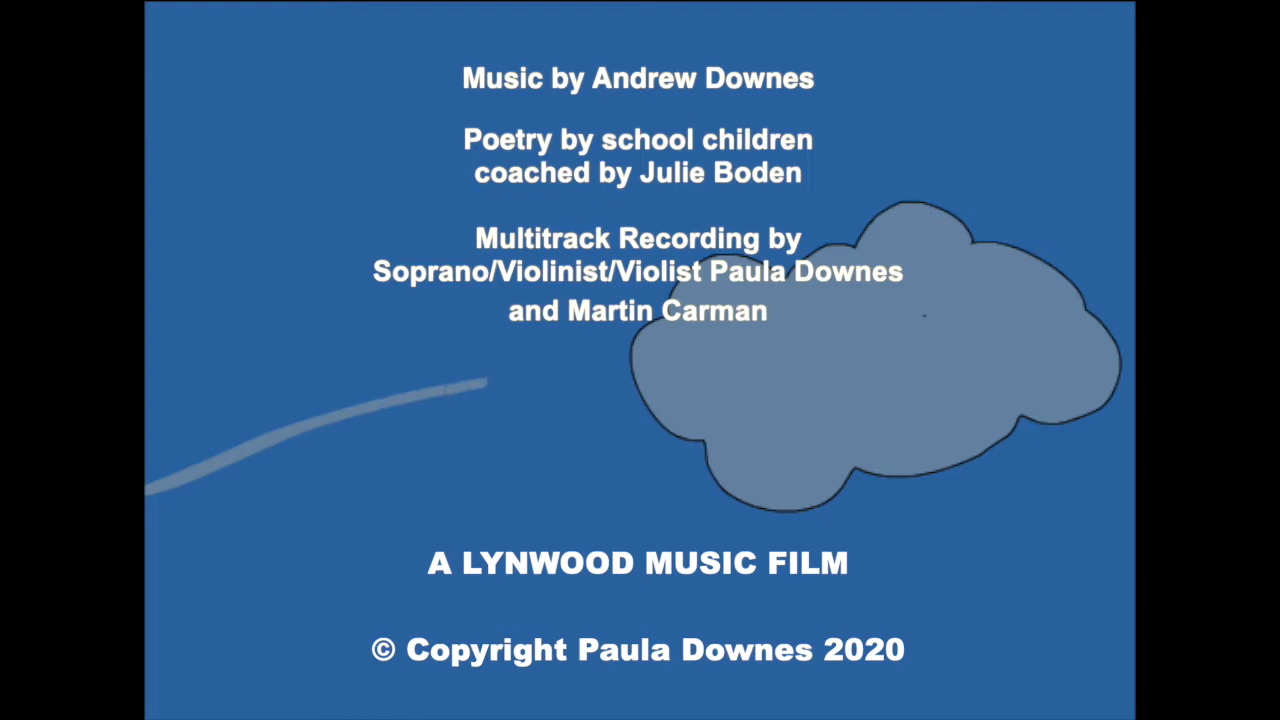 Music by Andrew Downes
Poetry by school children
coached by Julie Boden
Multitrack Recording by
Soprano/Violinist/Violist Paula Downes
and Martin Carman
A LYNWOOD MUSIC FILM
© Copyright Paula Downes 2020